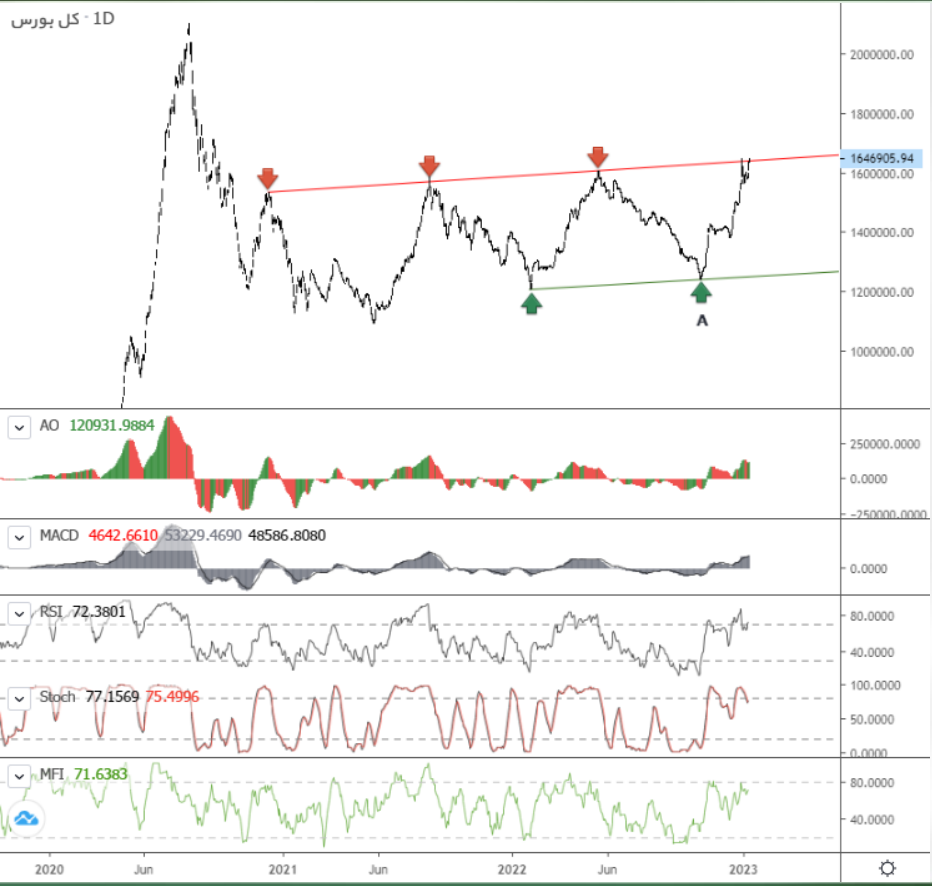 کل بورس - 1D
2000000.00
1800000.00
1646905.94
1600000.00
1400000.00
1200000.00
1000000.00
A
AO 120931.9884
250000.0000
0.0000
-250000.0000
MACD 4642.6610 53229.4690 48586.8080
0.0000
RSI 72.3801
80.0000
40.0000
Stoch 77.1569 75.4996
100.0000
50.0000
0.0000
MFI 71.6383
80.0000
40.0000
2020 Jun 2021 Jun 2022 Jun 2023